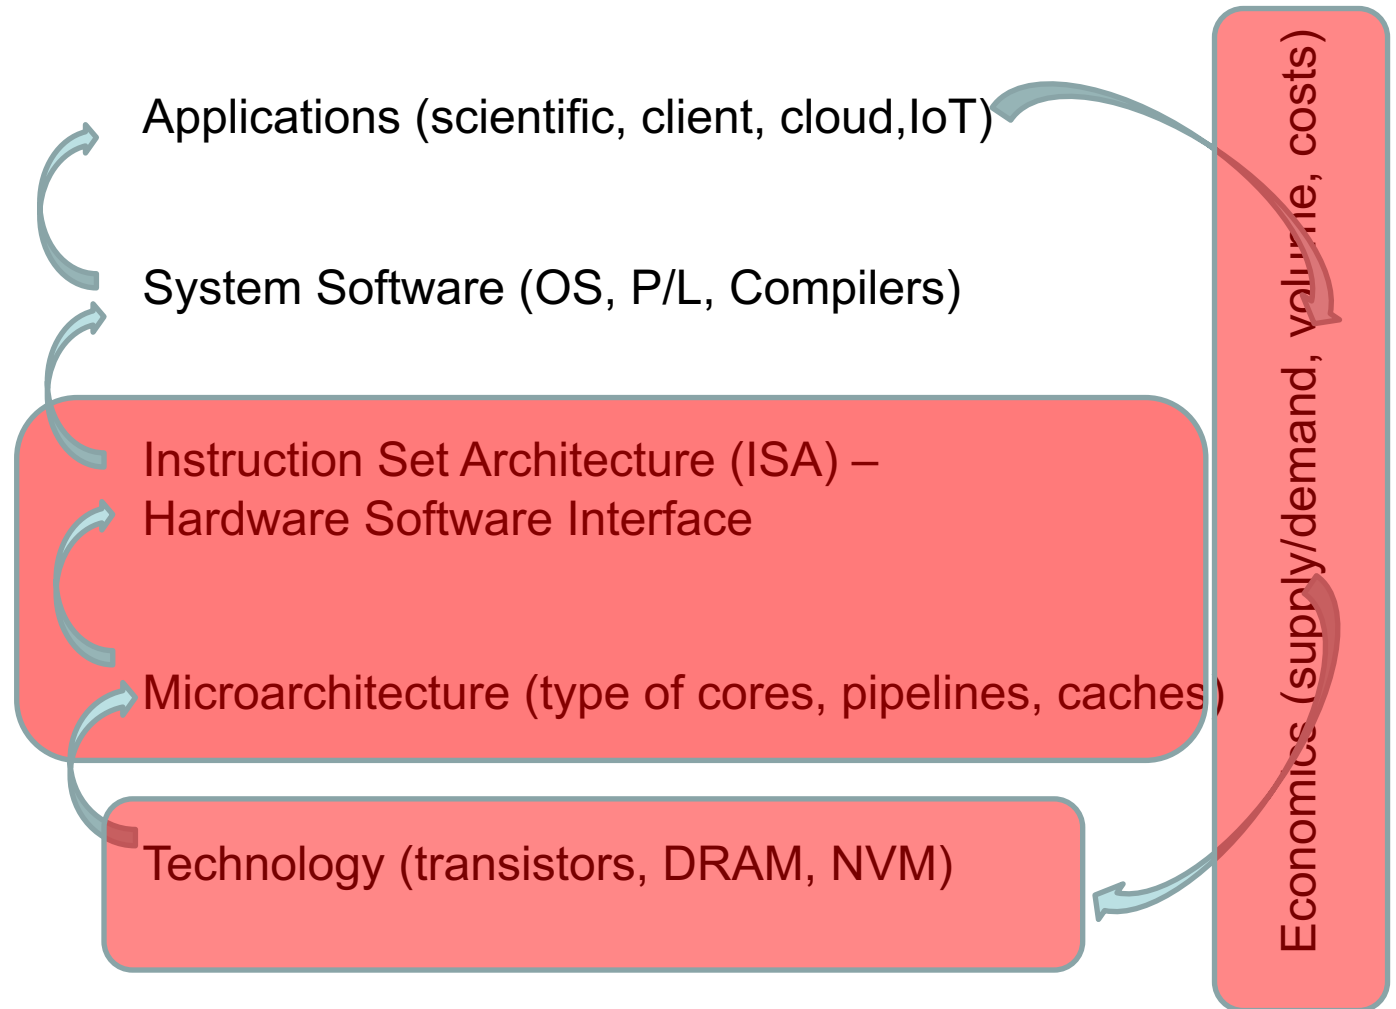 Applications (scientific, client, cloud,IoT)
System Software (OS, P/L, Compilers)
Instruction Set Architecture (ISA) –
Hardware Software Interface
Microarchitecture (type of cores, pipelines, caches)
Technology (transistors, DRAM, NVM)
Economics (supply/demand, volume, costs)